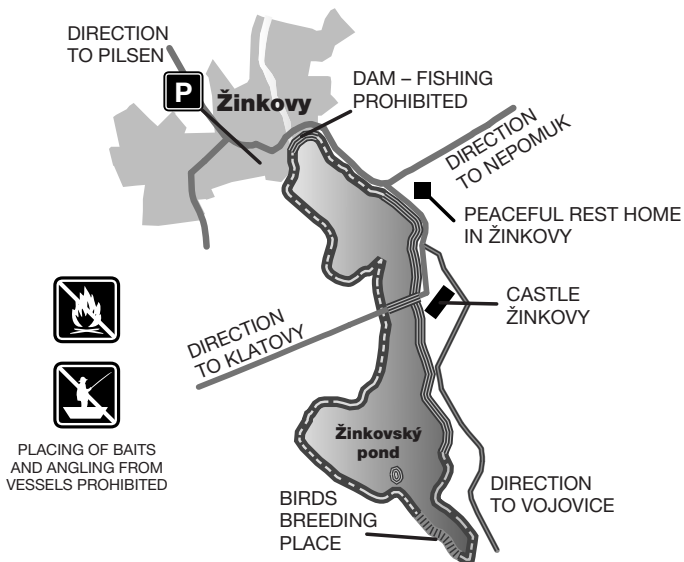 DIRECTION
TO PILSEN
P
Žinkovy
DAM – FISHING
PROHIBITED
DIRECTION
TO NEPOMUK
PEACEFUL REST HOME
IN ŽINKOVY
CASTLE
ŽINKOVY
DIRECTION
TO KLATOVY
PLACING OF BAITS
AND ANGLING FROM
VESSELS PROHIBITED
Žinkovský
pond
DIRECTION
TO VOJOVICE
BIRDS
BREEDING
PLACE